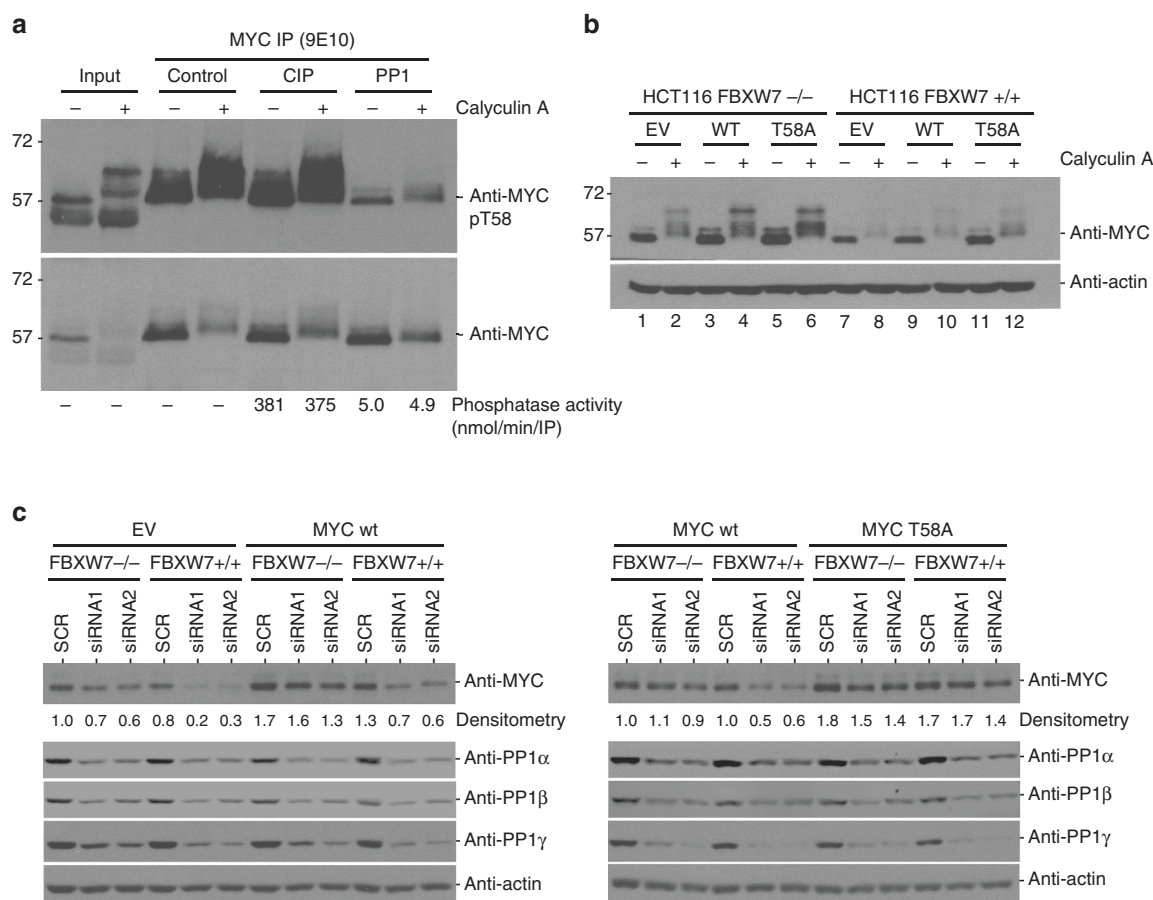 a
MYC IP (9E10)
Input Control CIP PP1
– + – + – + – + Calyculin A
72
57
Anti-MYC
pT58
72
57
Anti-MYC
– – – – 381 375 5.0 4.9 Phosphatase activity
(nmol/min/IP)
b
HCT116 FBXW7 –/– HCT116 FBXW7 +/+
EV WT T58A EV WT T58A
– + – + – + – + – + – + Calyculin A
72
57
Anti-MYC
Anti-actin
1 2 3 4 5 6 7 8 9 10 11 12
c
EV MYC wt
FBXW7–/– FBXW7+/+ FBXW7–/– FBXW7+/+
SCR siRNA1 siRNA2 SCR siRNA1 siRNA2 SCR siRNA1 siRNA2 SCR siRNA1 siRNA2
Anti-MYC
1.0 0.7 0.6 0.8 0.2 0.3 1.7 1.6 1.3 1.3 0.7 0.6 Densitometry
Anti-PP1α
Anti-PP1β
Anti-PP1γ
Anti-actin
MYC wt MYC T58A
FBXW7–/– FBXW7+/+ FBXW7–/– FBXW7+/+
SCR siRNA1 siRNA2 SCR siRNA1 siRNA2 SCR siRNA1 siRNA2 SCR siRNA1 siRNA2
Anti-MYC
1.0 1.1 0.9 1.0 0.5 0.6 1.8 1.5 1.4 1.7 1.7 1.4 Densitometry
Anti-PP1α
Anti-PP1β
Anti-PP1γ
Anti-actin